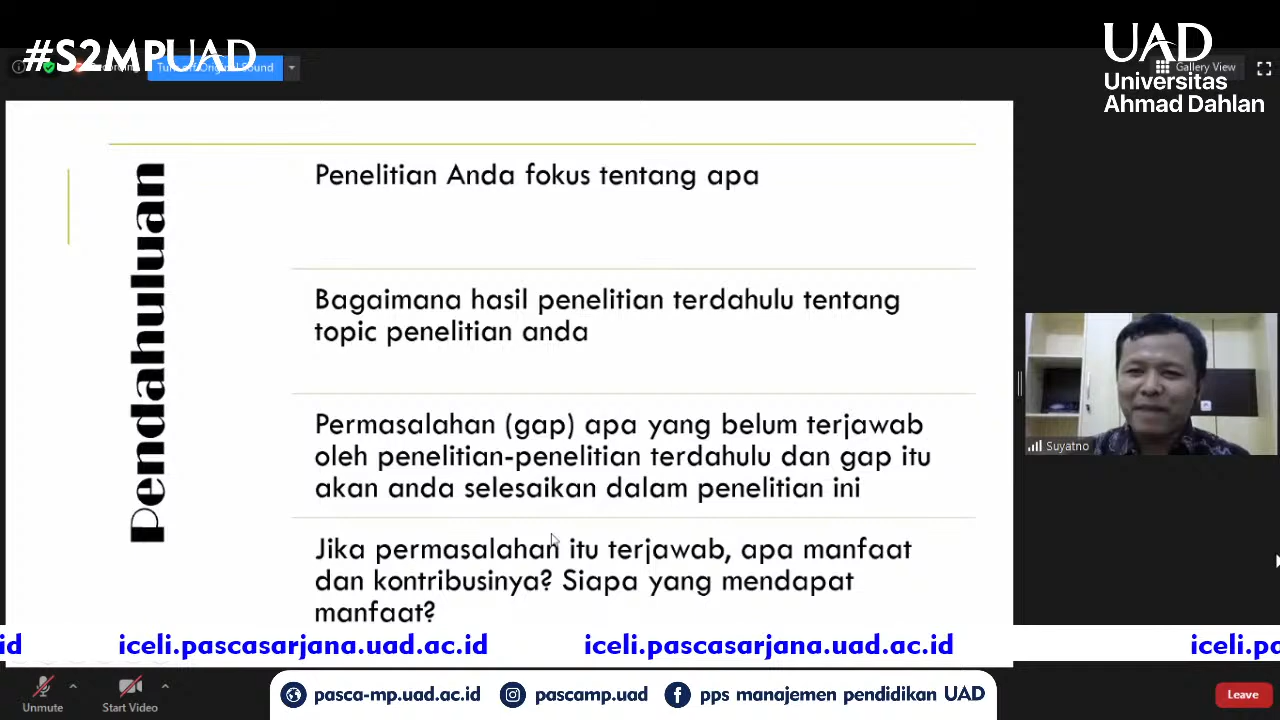 #S2MPUAD
UAD
Universitas
Ahmad Dahlan
Gallery View
Pendahuluan
Penelitian Anda fokus tentang apa
Bagaimana hasil penelitian terdahulu tentang
topic penelitian anda
Permasalahan (gap) apa yang belum terjawab
oleh penelitian-penelitian terdahulu dan gap itu
akan anda selesaikan dalam penelitian ini
Jika permasalahan itu terjawab, apa manfaat
dan kontribusinya? Siapa yang mendapat
manfaat?
Suyatno
id iceli.pascasarjana.uad.ac.id iceli.pascasarjana.uad.ac.id iceli.pa
Unmute
Start Video
pasca-mp.uad.ac.id
pascamp.uad
pps manajemen pendidikan UAD
Leave